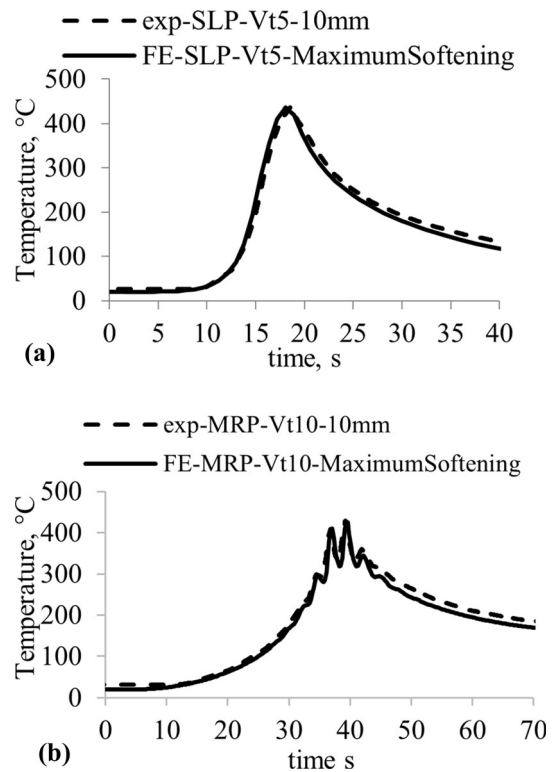 exp-SLP-Vt5-10mm
FE-SLP-Vt5-MaximumSoftening
Temperature, °C
500
400
300
200
100
0
0 5 10 15 20 25 30 35 40
time, s
(a)
exp-MRP-Vt10-10mm
FE-MRP-Vt10-MaximumSoftening
Temperature, °C
500
400
300
200
100
0
0 10 20 30 40 50 60 70
time s
(b)